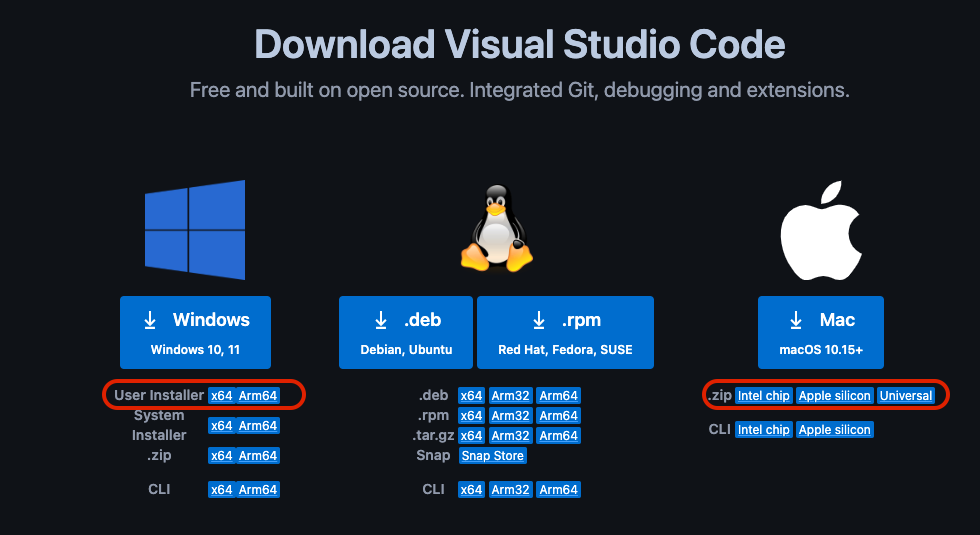 Download Visual Studio Code
Free and built on open source. Integrated Git, debugging and extensions.
Windows
Windows 10, 11
User Installer x64 Arm64
System
Installer x64 Arm64
.zip x64 Arm64
CLI x64 Arm64
.deb
Debian, Ubuntu
.rpm
Red Hat, Fedora, SUSE
.deb x64 Arm32 Arm64
.rpm x64 Arm32 Arm64
.tar.gz x64 Arm32 Arm64
Snap Snap Store
CLI x64 Arm32 Arm64
Mac
macOS 10.15+
.zip Intel chip Apple silicon Universal
CLI Intel chip Apple silicon